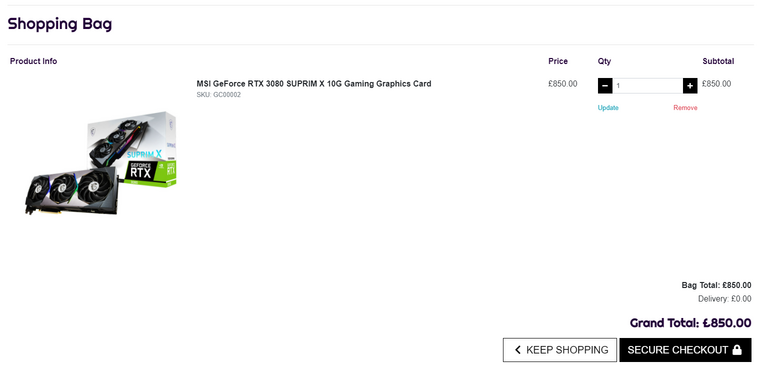 Shopping Bag
Product Info Price Qty Subtotal
MSI GeForce RTX 3080 SUPRIM X 10G Gaming Graphics Card £850.00 1 £850.00
SKU: GC00002
Update Remove
SUPRIM X
GEFORCE
RTX
Bag Total: £850.00
Delivery: £0.00
Grand Total: £850.00
KEEP SHOPPING SECURE CHECKOUT